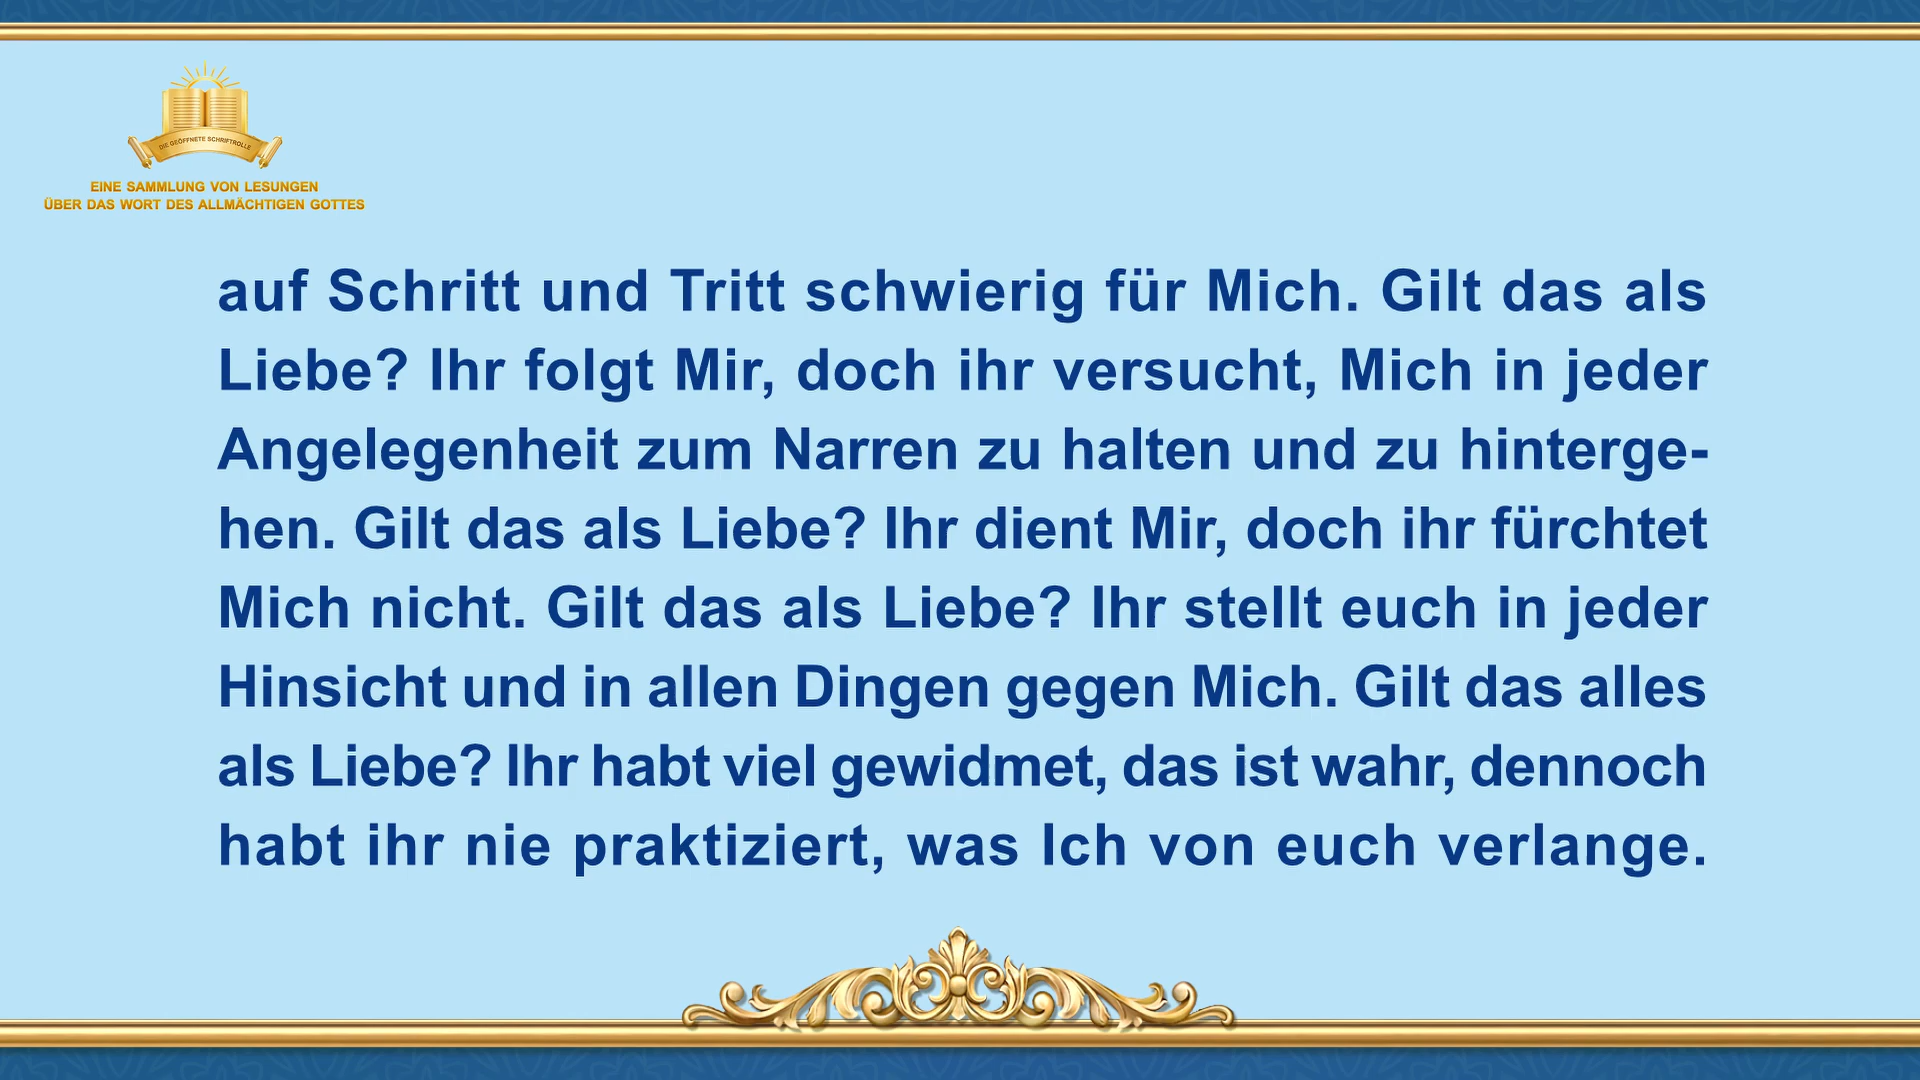 DIE GEÖFFNETE SCHRIFTROLLE
EINE SAMMLUNG VON LESUNGEN
ÜBER DAS WORT DES ALLMÄCHTIGEN GOTTES
auf Schritt und Tritt schwierig für Mich. Gilt das als
Liebe? Ihr folgt Mir, doch ihr versucht, Mich in jeder
Angelegenheit zum Narren zu halten und zu hinterge-
hen. Gilt das als Liebe? Ihr dient Mir, doch ihr fürchtet
Mich nicht. Gilt das als Liebe? Ihr stellt euch in jeder
Hinsicht und in allen Dingen gegen Mich. Gilt das alles
als Liebe? Ihr habt viel gewidmet, das ist wahr, dennoch
habt ihr nie praktiziert, was Ich von euch verlange.